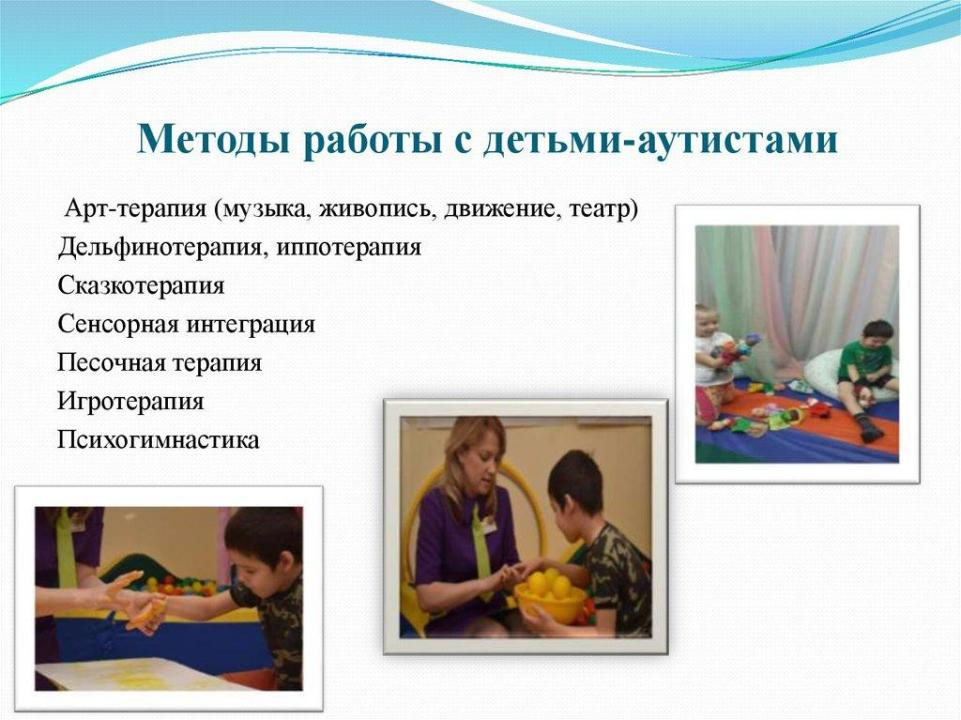 Методы работы с детьми-аутистами
Арт-терапия (музыка, живопись, движение, театр)
Дельфинотерапия, иппотерапия
Сказкотерапия
Сенсорная интеграция
Песочная терапия
Игротерапия
Психогимнастика